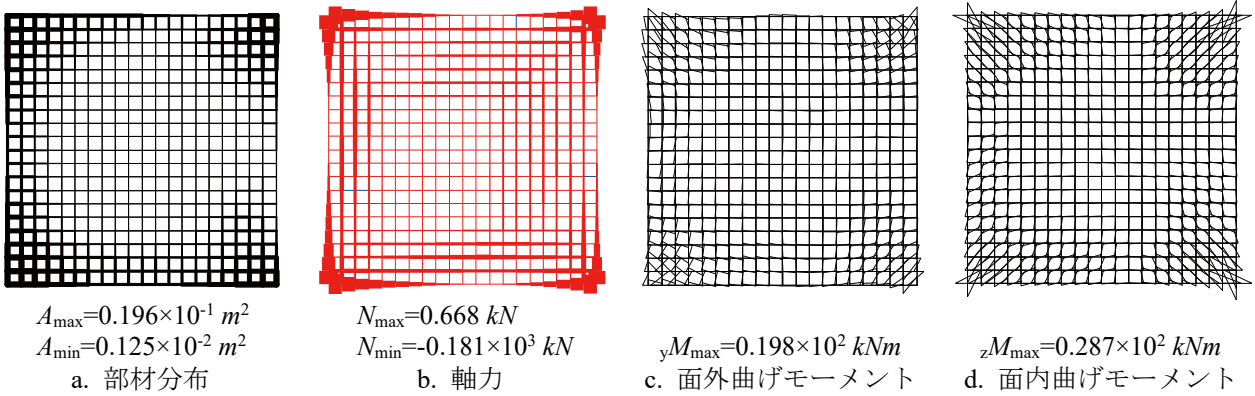 Amax=0.196×10-1 m2
Amin=0.125×10-2 m2
a. 部材分布
Nmax=0.668 kN
Nmin=-0.181×103 kN
b. 軸力
yMmax=0.198×102 kNm
c. 面外曲げモーメント
zMmax=0.287×102 kNm
d. 面内曲げモーメント